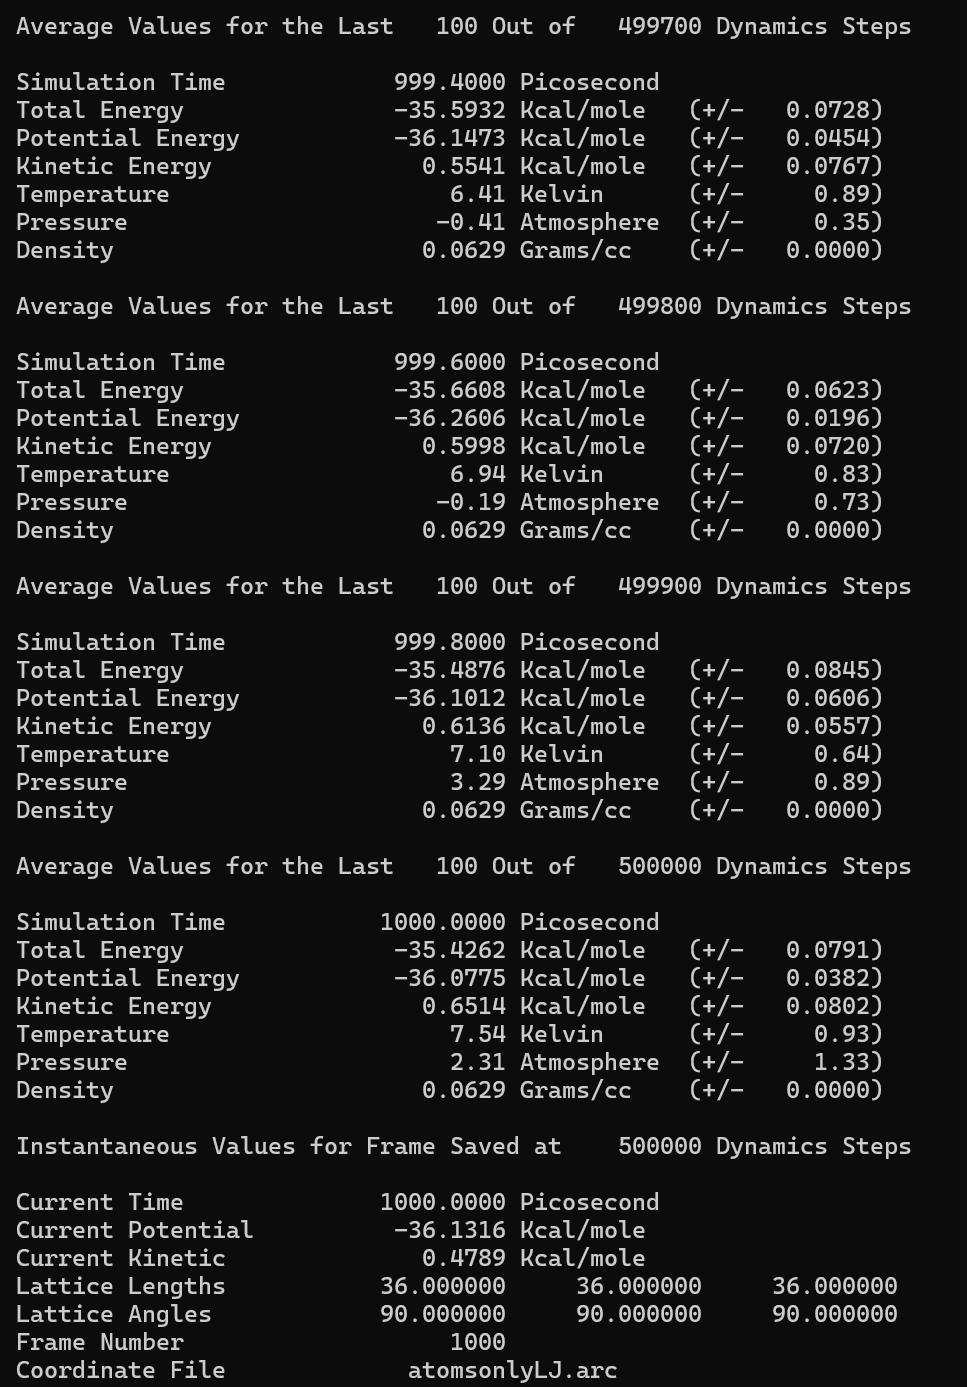 Average Values for the Last   100 Out of   499700 Dynamics Steps

Simulation Time            999.4000 Picosecond
Total Energy               -35.5932 Kcal/mole   (+/-   0.0728)
Potential Energy           -36.1473 Kcal/mole   (+/-   0.0454)
Kinetic Energy               0.5541 Kcal/mole   (+/-   0.0767)
Temperature                    6.41 Kelvin      (+/-     0.89)
Pressure                      -0.41 Atmosphere  (+/-     0.35)
Density                      0.0629 Grams/cc    (+/-   0.0000)

Average Values for the Last   100 Out of   499800 Dynamics Steps

Simulation Time            999.6000 Picosecond
Total Energy               -35.6608 Kcal/mole   (+/-   0.0623)
Potential Energy           -36.2606 Kcal/mole   (+/-   0.0196)
Kinetic Energy               0.5998 Kcal/mole   (+/-   0.0720)
Temperature                    6.94 Kelvin      (+/-     0.83)
Pressure                      -0.19 Atmosphere  (+/-     0.73)
Density                      0.0629 Grams/cc    (+/-   0.0000)

Average Values for the Last   100 Out of   499900 Dynamics Steps

Simulation Time            999.8000 Picosecond
Total Energy               -35.4876 Kcal/mole   (+/-   0.0845)
Potential Energy           -36.1012 Kcal/mole   (+/-   0.0606)
Kinetic Energy               0.6136 Kcal/mole   (+/-   0.0557)
Temperature                    7.10 Kelvin      (+/-     0.64)
Pressure                       3.29 Atmosphere  (+/-     0.89)
Density                      0.0629 Grams/cc    (+/-   0.0000)

Average Values for the Last   100 Out of   500000 Dynamics Steps

Simulation Time           1000.0000 Picosecond
Total Energy               -35.4262 Kcal/mole   (+/-   0.0791)
Potential Energy           -36.0775 Kcal/mole   (+/-   0.0382)
Kinetic Energy               0.6514 Kcal/mole   (+/-   0.0802)
Temperature                    7.54 Kelvin      (+/-     0.93)
Pressure                       2.31 Atmosphere  (+/-     1.33)
Density                      0.0629 Grams/cc    (+/-   0.0000)

Instantaneous Values for Frame Saved at    500000 Dynamics Steps

Current Time              1000.0000 Picosecond
Current Potential          -36.1316 Kcal/mole
Current Kinetic              0.4789 Kcal/mole
Lattice Lengths           36.000000     36.000000     36.000000
Lattice Angles            90.000000     90.000000     90.000000
Frame Number                   1000
Coordinate File             atomsonlyLJ.arc